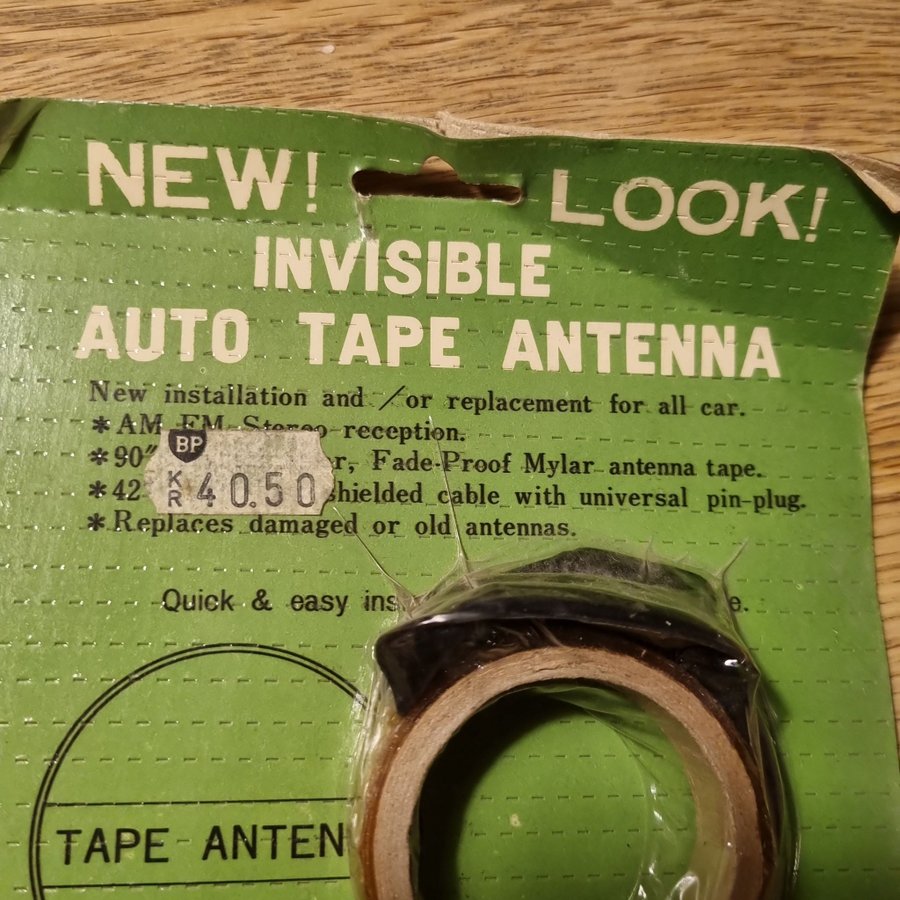 NEW! LOOK!
INVISIBLE
AUTO TAPE ANTENNA
New installation and /or replacement for all car.
* AM FM Stereo reception.
* 90" r, Fade-Proof Mylar antenna tape.
* 42 shielded cable with universal pin-plug.
* Replaces damaged or old antennas.
BP
KR 40.50
Quick & easy ins e.
TAPE ANTEN